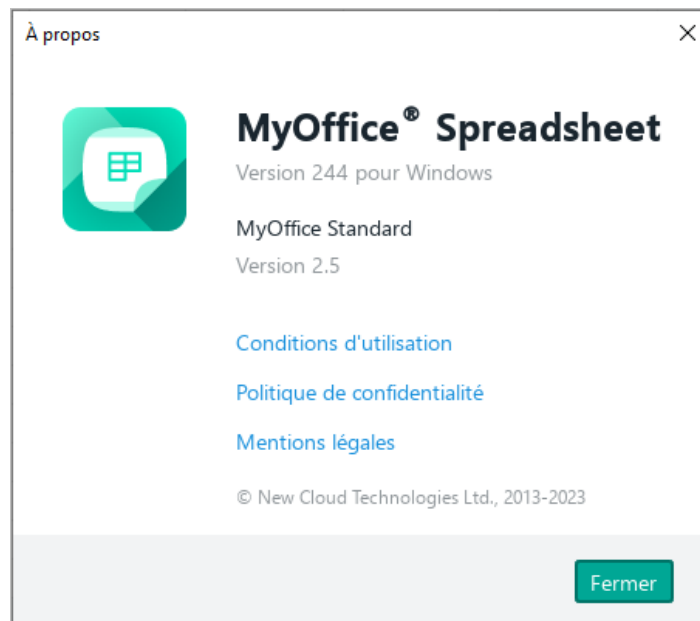 À propos
MyOffice® Spreadsheet
Version 244 pour Windows
MyOffice Standard
Version 2.5
Conditions d'utilisation
Politique de confidentialité
Mentions légales
© New Cloud Technologies Ltd., 2013-2023
Fermer